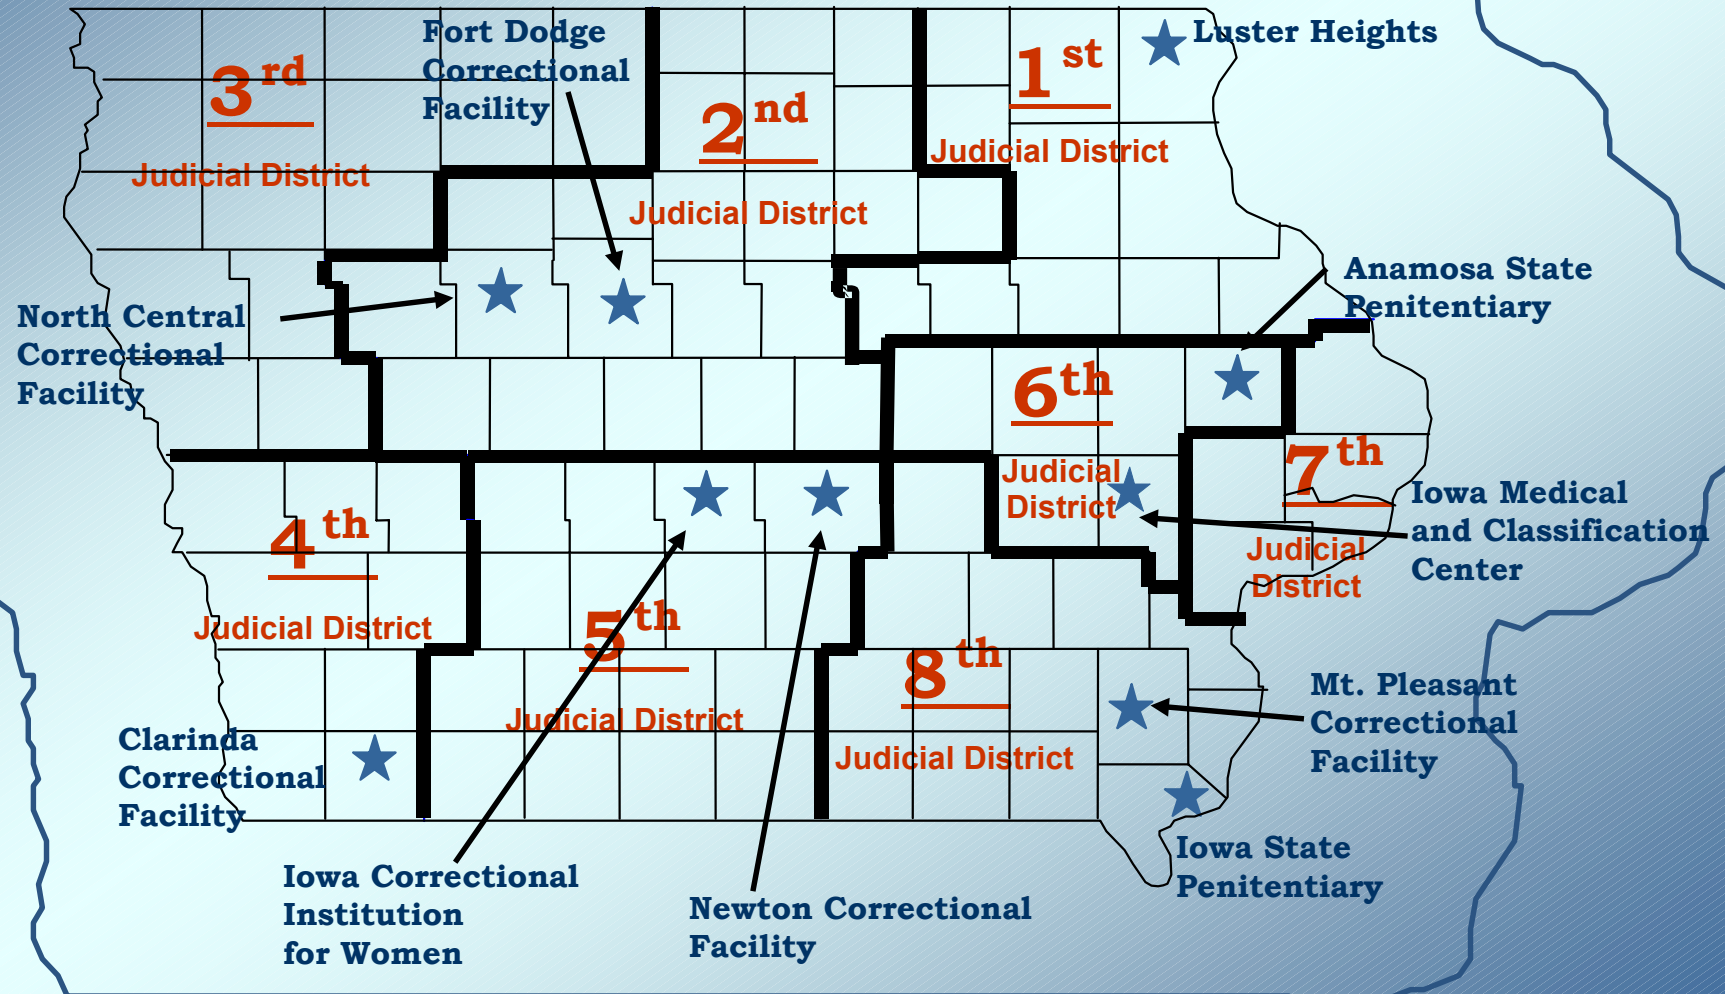 Fort Dodge
Correctional
Facility
Luster Heights
3rd
Judicial District
2nd
Judicial District
1st
Judicial District
North Central
Correctional
Facility
Anamosa State
Penitentiary
6th
Judicial
District
7th
Judicial
District
Iowa Medical
and Classification
Center
4th
Judicial District
5th
Judicial District
8th
Judicial District
Mt. Pleasant
Correctional
Facility
Clarinda
Correctional
Facility
Iowa State
Penitentiary
Iowa Correctional
Institution
for Women
Newton Correctional
Facility